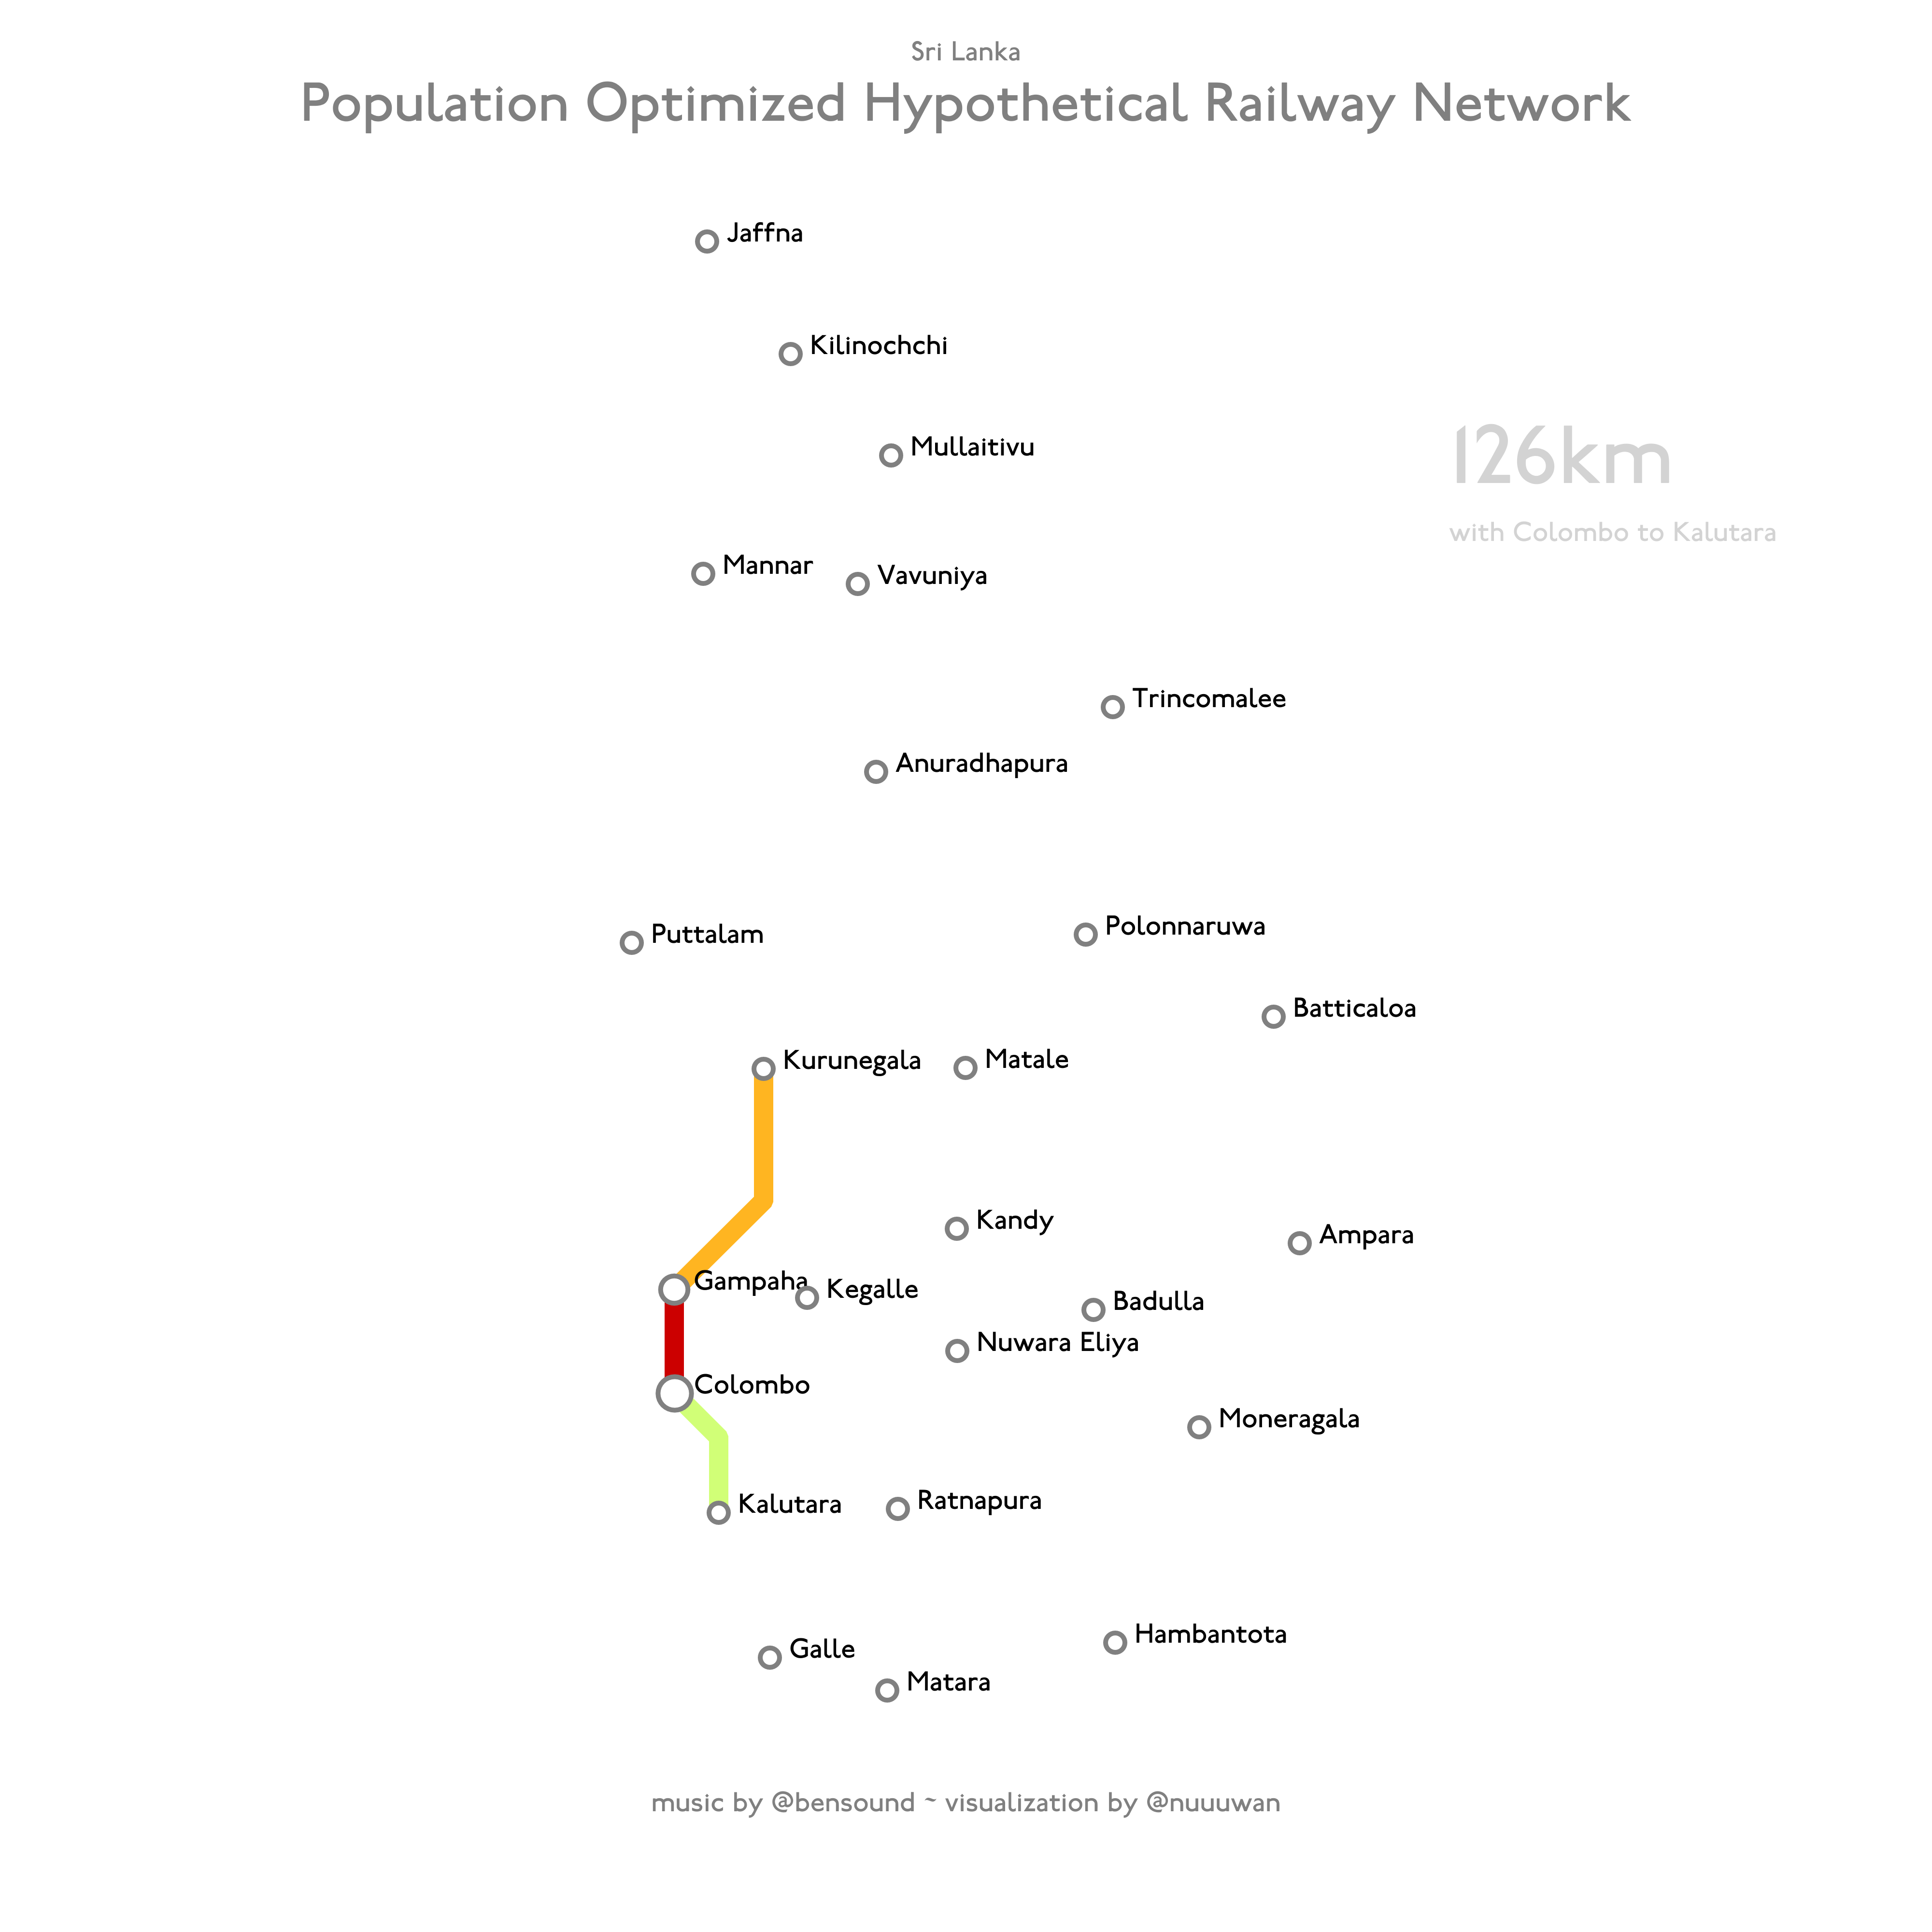 Sri Lanka
Population Optimized Hypothetical Railway Network
Jaffna
Kilinochchi
126km
Mullaitivu
with Colombo to Kalutara
Mannar
Vavuniya
Trincomalee
Anuradhapura
Puttalam
Polonnaruwa
Batticaloa
Kurunegala
Matale
Kandy
Ampara
Gampaha
Kegalle
Badulla
Nuwara Eliya
Colombo
Moneragala
Kalutara
Ratnapura
Galle
Hambantota
Matara
music by @bensound ~ visualization by @nuuuwan